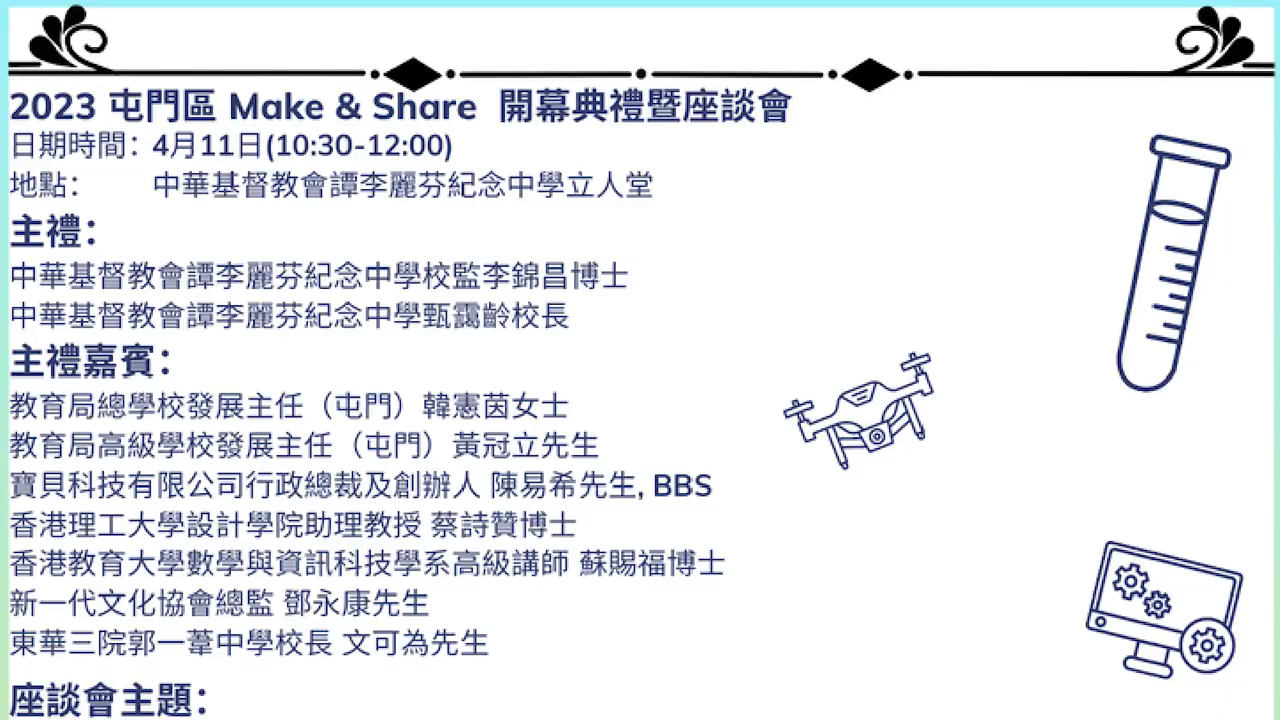 2023 屯門區 Make & Share 開幕典禮暨座談會
日期時間：4月11日(10:30-12:00)
地點： 中華基督教會譚李麗芬紀念中學立人堂
主禮：
中華基督教會譚李麗芬紀念中學校監李錦昌博士
中華基督教會譚李麗芬紀念中學甄靄齡校長
主禮嘉賓：
教育局總學校發展主任（屯門）韓憲茵女士
教育局高級學校發展主任（屯門）黃冠立先生
寶貝科技有限公司行政總裁及創辦人 陳易希先生, BBS
香港理工大學設計學院助理教授 蔡詩贊博士
香港教育大學數學與資訊科技學系高級講師 蘇賜福博士
新一代文化協會總監 鄧永康先生
東華三院郭一葦中學校長 文可為先生
座談會主題：